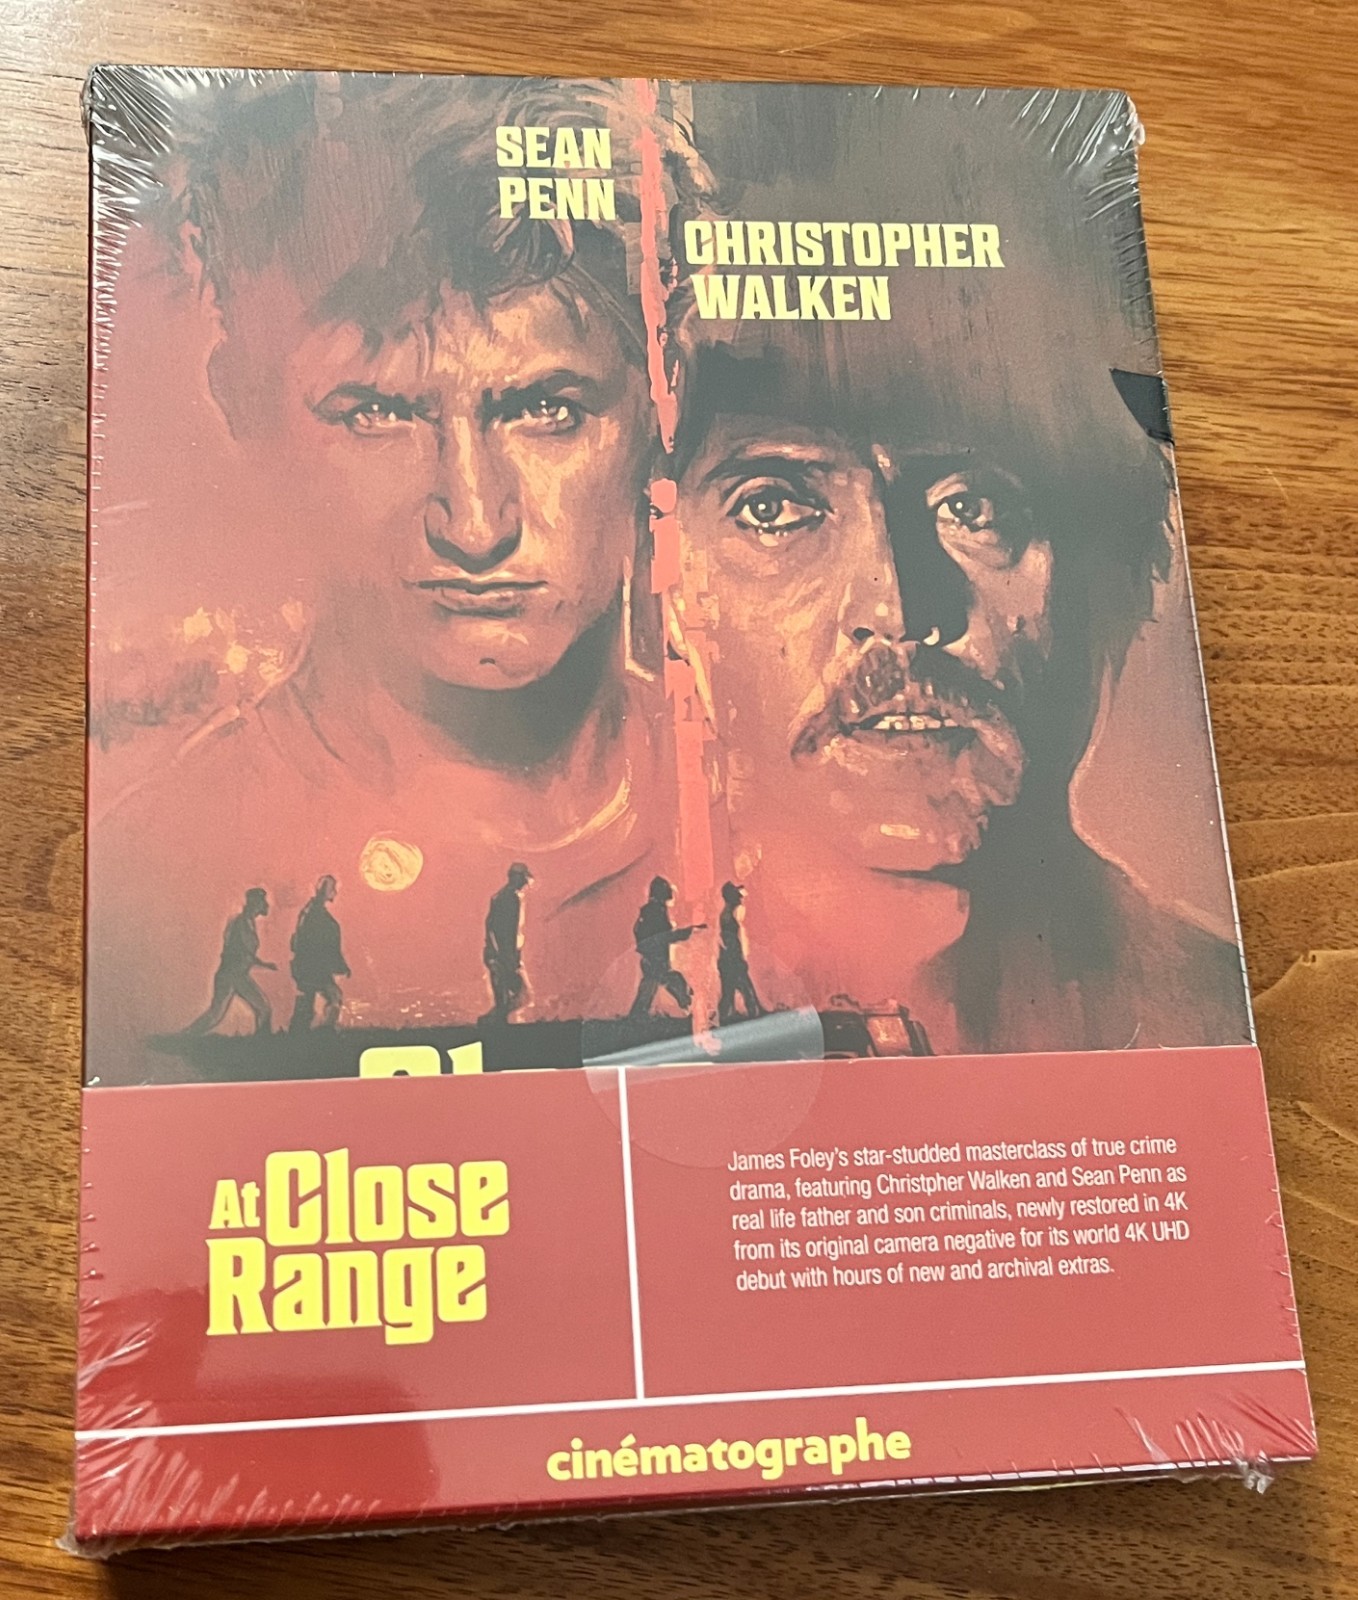 SEAN
PENN
CHRISTOPHER
WALKEN
At Close
Range
James Foley's star-studded masterclass of true crime
drama, featuring Christpher Walken and Sean Penn as
real life father and son criminals, newly restored in 4K
from its original camera negative for its world 4K UHD
debut with hours of new and archival extras.
cinématographe